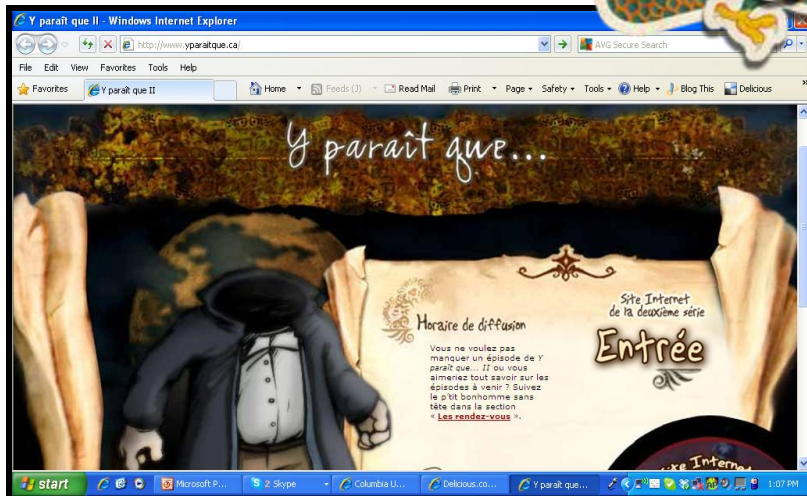 Y paraît que II - Windows Internet Explorer
http://www.yparaitque.ca/
AVG Secure Search
File Edit View Favorites Tools Help
Favorites
Y paraît que II
Home
Feeds (J)
Read Mail
Print
Page
Safety
Tools
Help
Blog This
Delicious
Y paraît que...
Horaire de diffusion
Vous ne voulez pas
manquer un épisode de Y
paraît que... II ou vous
aimeriez tout savoir sur les
épisodes à venir ? Suivez
le p'tit bonhomme sans
tête dans la section
« Les rendez-vous ».
Site Internet
de la deuxième série
Entrée
Site Interne
start
Microsoft P...
2 Skype
Columbia U...
Delicious.co...
Y paraît que...
1:07 PM